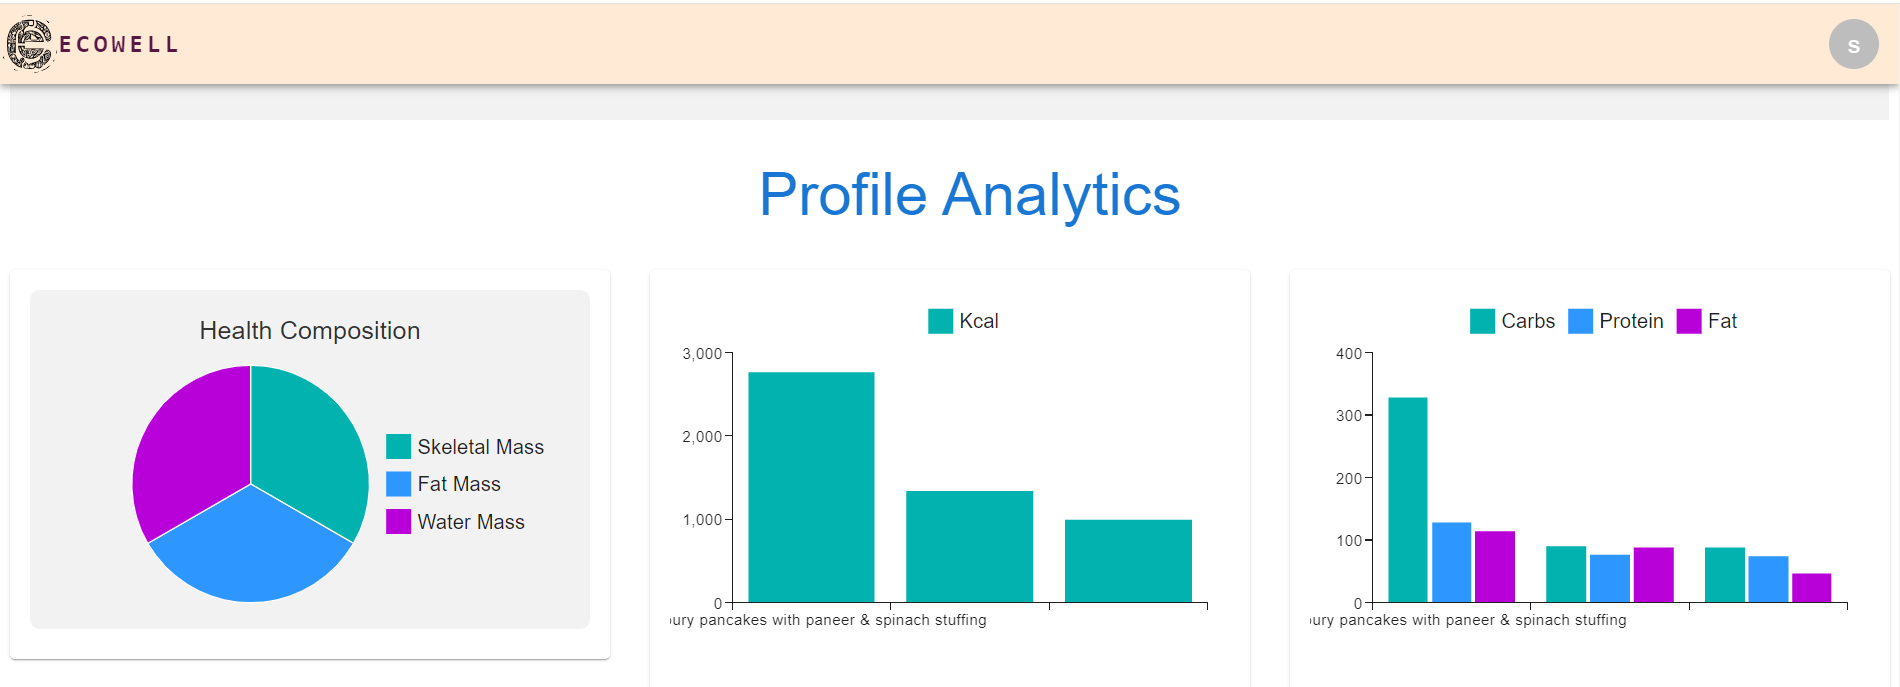 ECOWELL
S
Profile Analytics
Health Composition
Skeletal Mass
Fat Mass
Water Mass
Kcal
3,000
2,000
1,000
0
pancakes with paneer & spinach stuffing
Carbs Protein Fat
400
300
200
100
0
pancakes with paneer & spinach stuffing